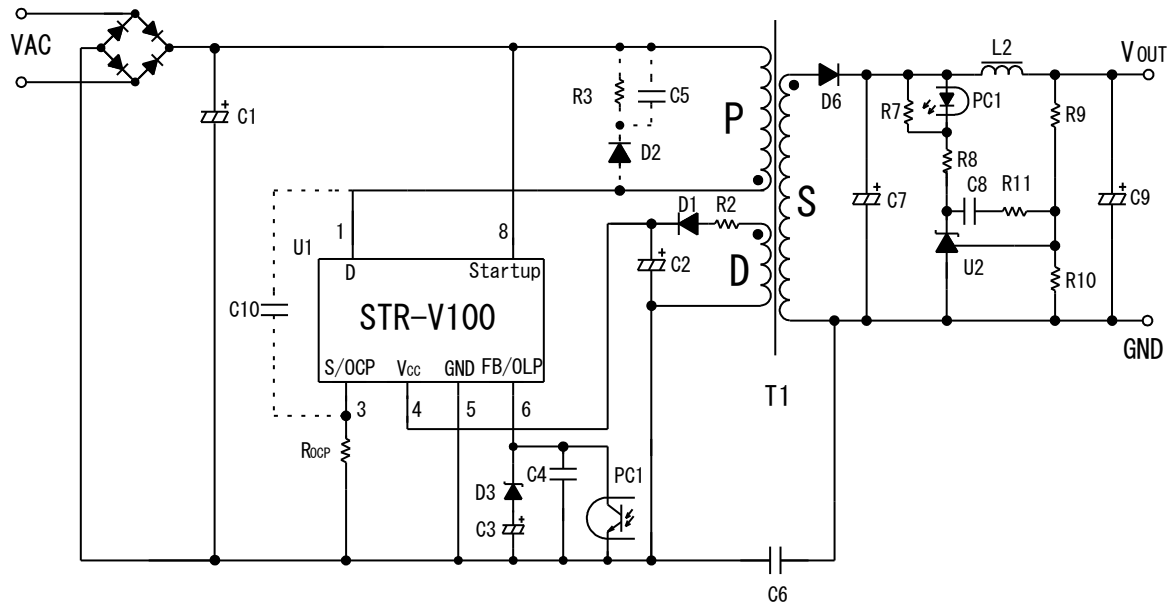 VAC
C1
R3
C5
D2
P
S
D
T1
D6
R7
PC1
L2
VOUT
R9
R8
C8
R11
C7
C9
U2
R10
GND
D1
R2
C2
U1
1
8
D
Startup
STR-V100
S/OCP
VCC
GND
FB/OLP
3
4
5
6
C10
ROCP
D3
C3
C4
PC1
C6